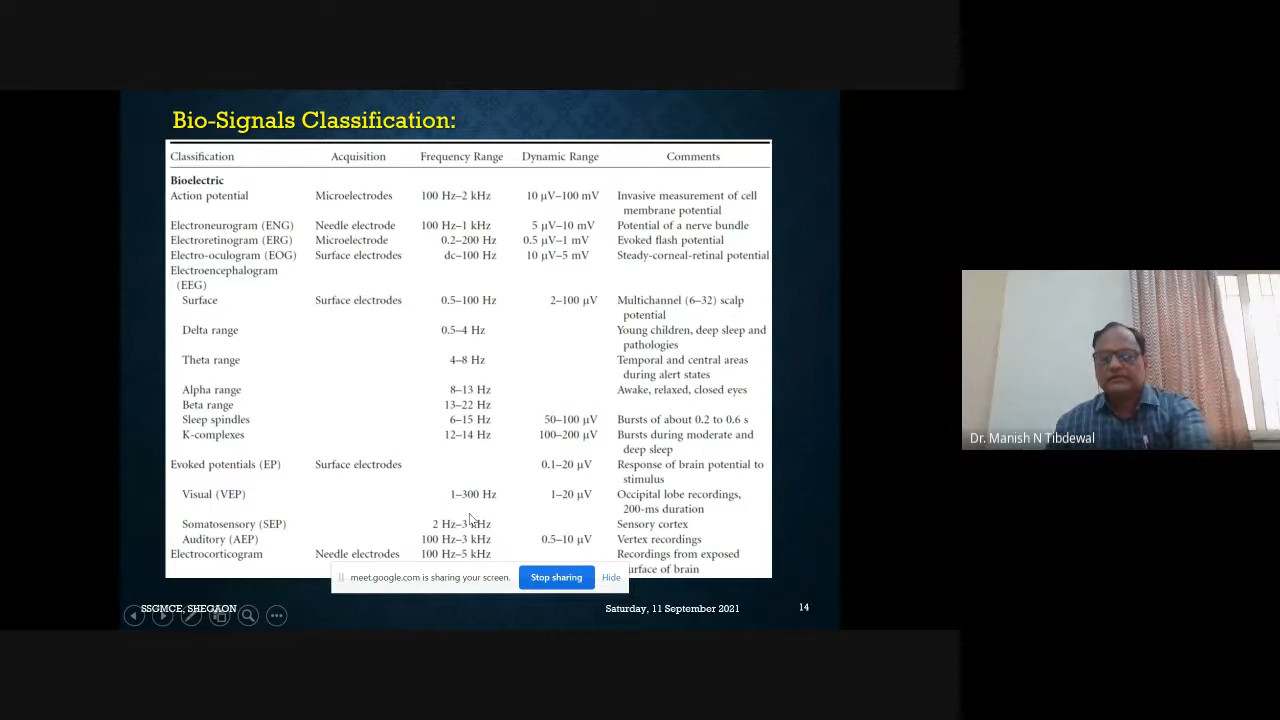 Bio-Signals Classification:
Classification Acquisition Frequency Range Dynamic Range Comments
Bioelectric
Action potential Microelectrodes 100 Hz–2 kHz 10 μV–100 mV Invasive measurement of cell
membrane potential
Electroneurogram (ENG) Needle electrode 100 Hz–1 kHz 5 μV–10 mV Potential of a nerve bundle
Electroretinogram (ERG) Microelectrode 0.2–200 Hz 0.5 μV–1 mV Evoked flash potential
Electro-oculogram (EOG) Surface electrodes dc–100 Hz 10 μV–5 mV Steady-corneal-retinal potential
Electroencephalogram
(EEG)
Surface Surface electrodes 0.5–100 Hz 2–100 μV Multichannel (6–32) scalp
potential
Delta range 0.5–4 Hz Young children, deep sleep and
pathologies
Theta range 4–8 Hz Temporal and central areas
during alert states
Alpha range 8–13 Hz Awake, relaxed, closed eyes
Beta range 13–22 Hz
Sleep spindles 6–15 Hz 50–100 μV Bursts of about 0.2 to 0.6 s
K-complexes 12–14 Hz 100–200 μV Bursts during moderate and
deep sleep
Evoked potentials (EP) Surface electrodes 0.1–20 μV Response of brain potential to
stimulus
Visual (VEP) 1–300 Hz 1–20 μV Occipital lobe recordings,
200-ms duration
Somatosensory (SEP) 2 Hz–3 kHz Sensory cortex
Auditory (AEP) 100 Hz–3 kHz 0.5–10 μV Vertex recordings
Electrocorticogram Needle electrodes 100 Hz–5 kHz Recordings from exposed
surface of brain
meet.google.com is sharing your screen. Stop sharing Hide
SSGMCE, SHEGAON Saturday, 11 September 2021 14
Dr. Manish N Tibdewal